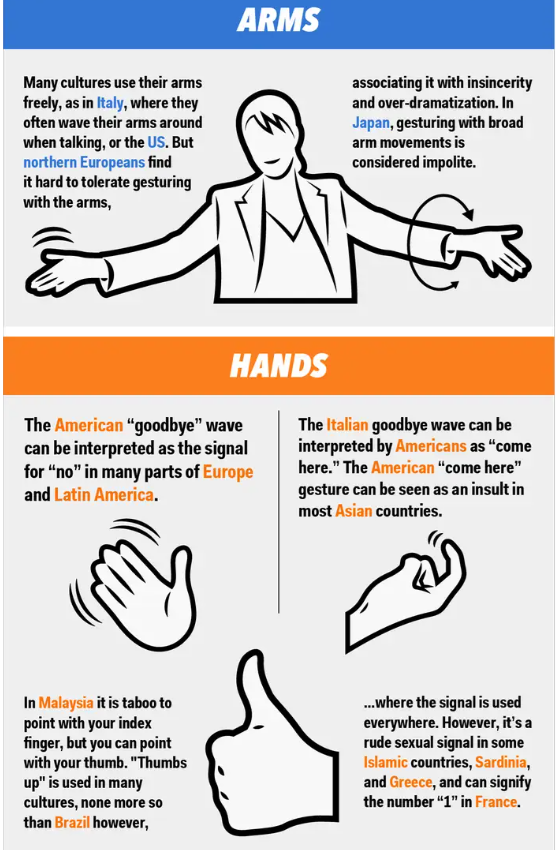 ARMS
Many cultures use their arms
freely, as in Italy, where they
often wave their arms around
when talking, or the US. But
northern Europeans find
it hard to tolerate gesturing
with the arms,
associating it with insincerity
and over-dramatization. In
Japan, gesturing with broad
arm movements is
considered impolite.
HANDS
The American “goodbye” wave
can be interpreted as the signal
for “no” in many parts of Europe
and Latin America.
The Italian goodbye wave can be
interpreted by Americans as “come
here.” The American “come here”
gesture can be seen as an insult in
most Asian countries.
In Malaysia it is taboo to
point with your index
finger, but you can point
with your thumb. "Thumbs
up" is used in many
cultures, none more so
than Brazil however,
...where the signal is used
everywhere. However, it’s a
rude sexual signal in some
Islamic countries, Sardinia,
and Greece, and can signify
the number “1” in France.